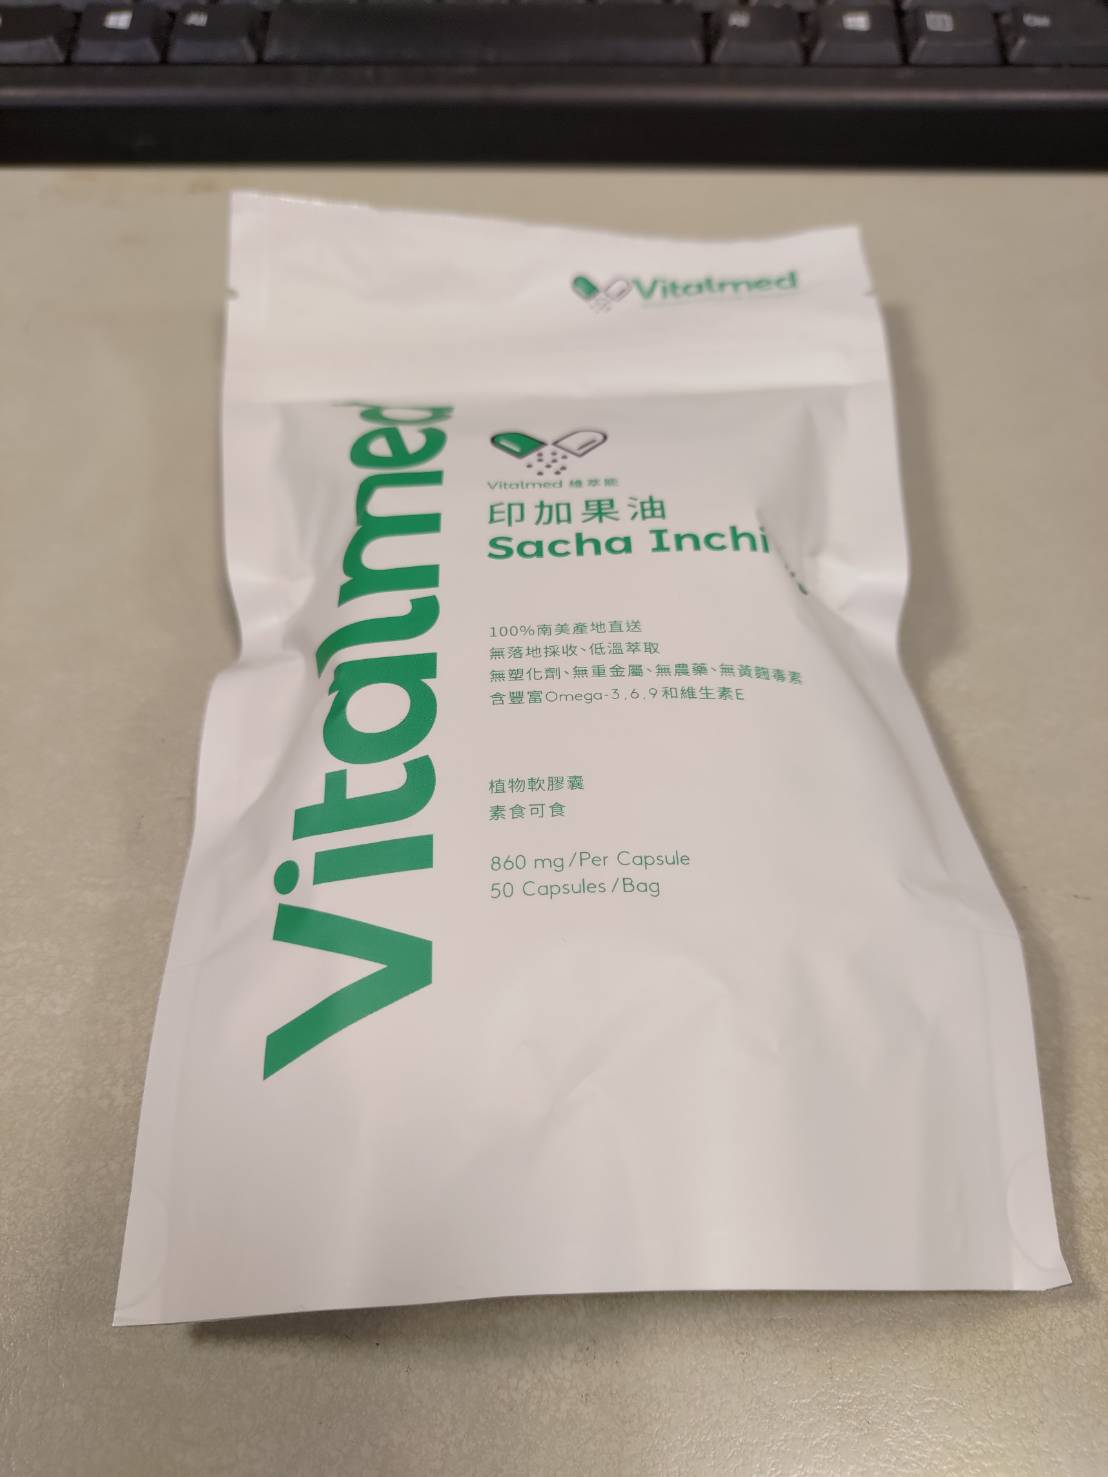 Vitalmed
Vitalmed
Vitalmed 維萃能
印加果油
Sacha Inchi
100%南美產地直送
無落地採收、低溫萃取
無塑化劑、無重金屬、無農藥、無黃麴毒素
含豐富Omega-3,6,9和維生素E
植物軟膠囊
素食可食
860 mg/Per Capsule
50 Capsules/Bag